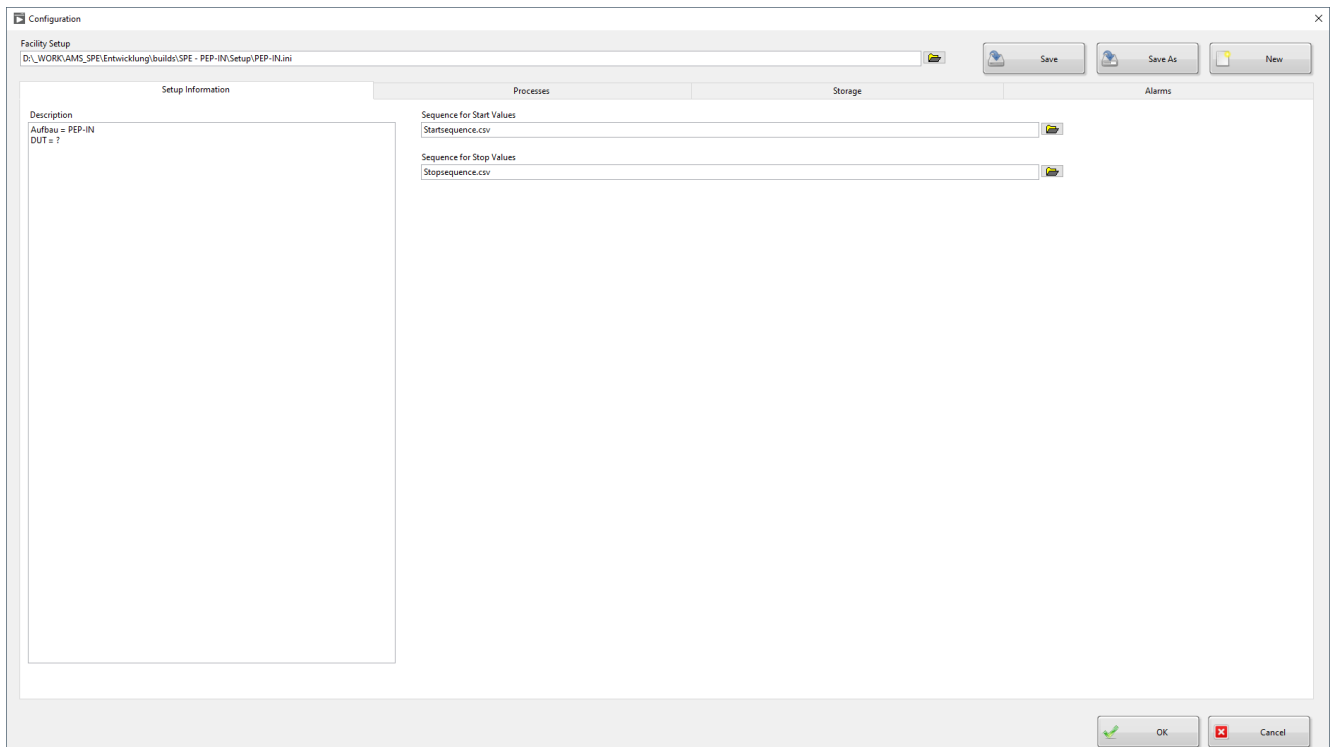 Configuration
Facility Setup
D:\_WORK\AMS_SPE\Entwicklung\builds\SPE - PEP-IN\Setup\PEP-IN.ini
Save
Save As
New
Setup Information
Processes
Storage
Alarms
Description
Aufbau = PEP-IN
DUT = ?
Sequence for Start Values
Startsequence.csv
Sequence for Stop Values
Stopsequence.csv
OK
Cancel